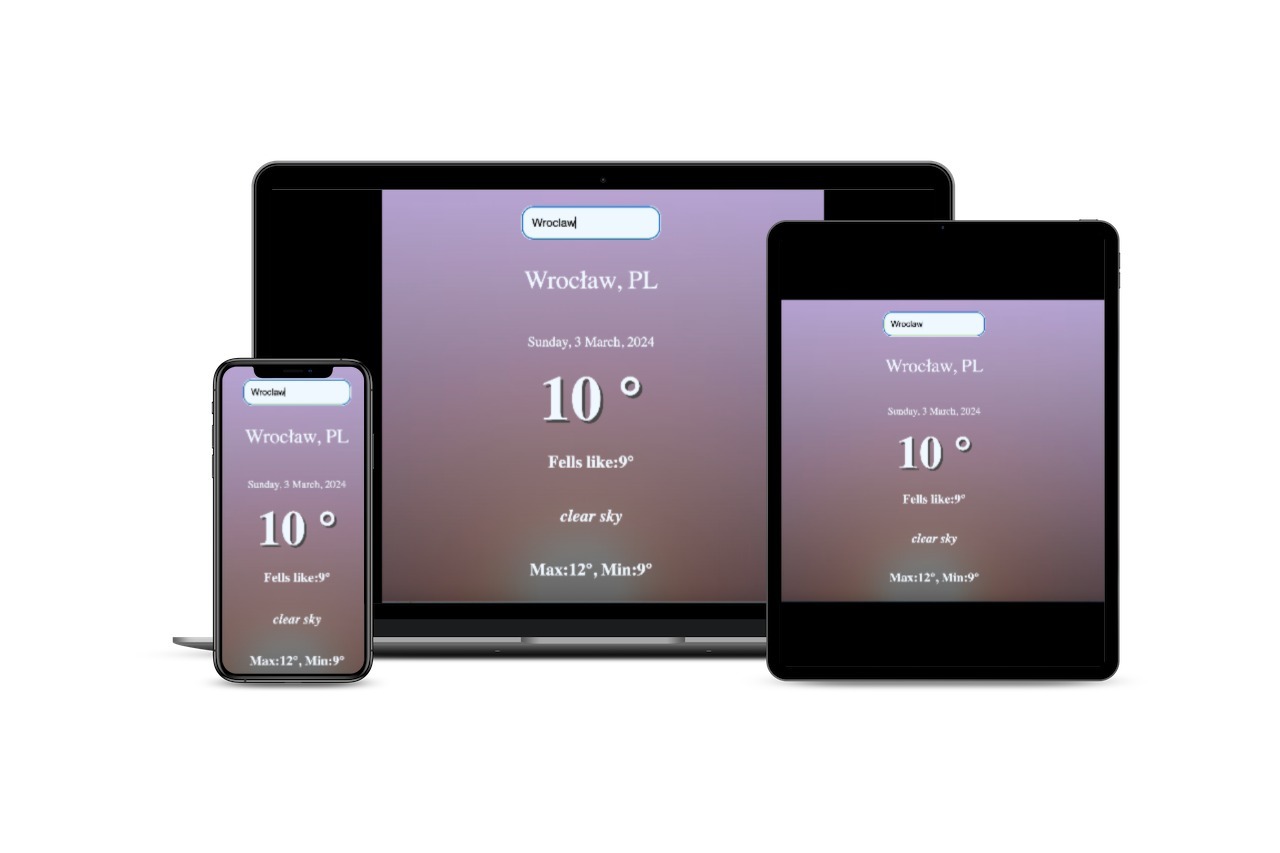 Wroclaw
Wrocław, PL
Sunday, 3 March, 2024
10 °
Fells like:9°
clear sky
Max:12°, Min:9°
Wroclaw
Wrocław, PL
Sunday, 3 March, 2024
10 °
Fells like:9°
clear sky
Max:12°, Min:9°
Wroclaw
Wrocław, PL
Sunday, 3 March, 2024
10 °
Fells like:9°
clear sky
Max:12°, Min:9°